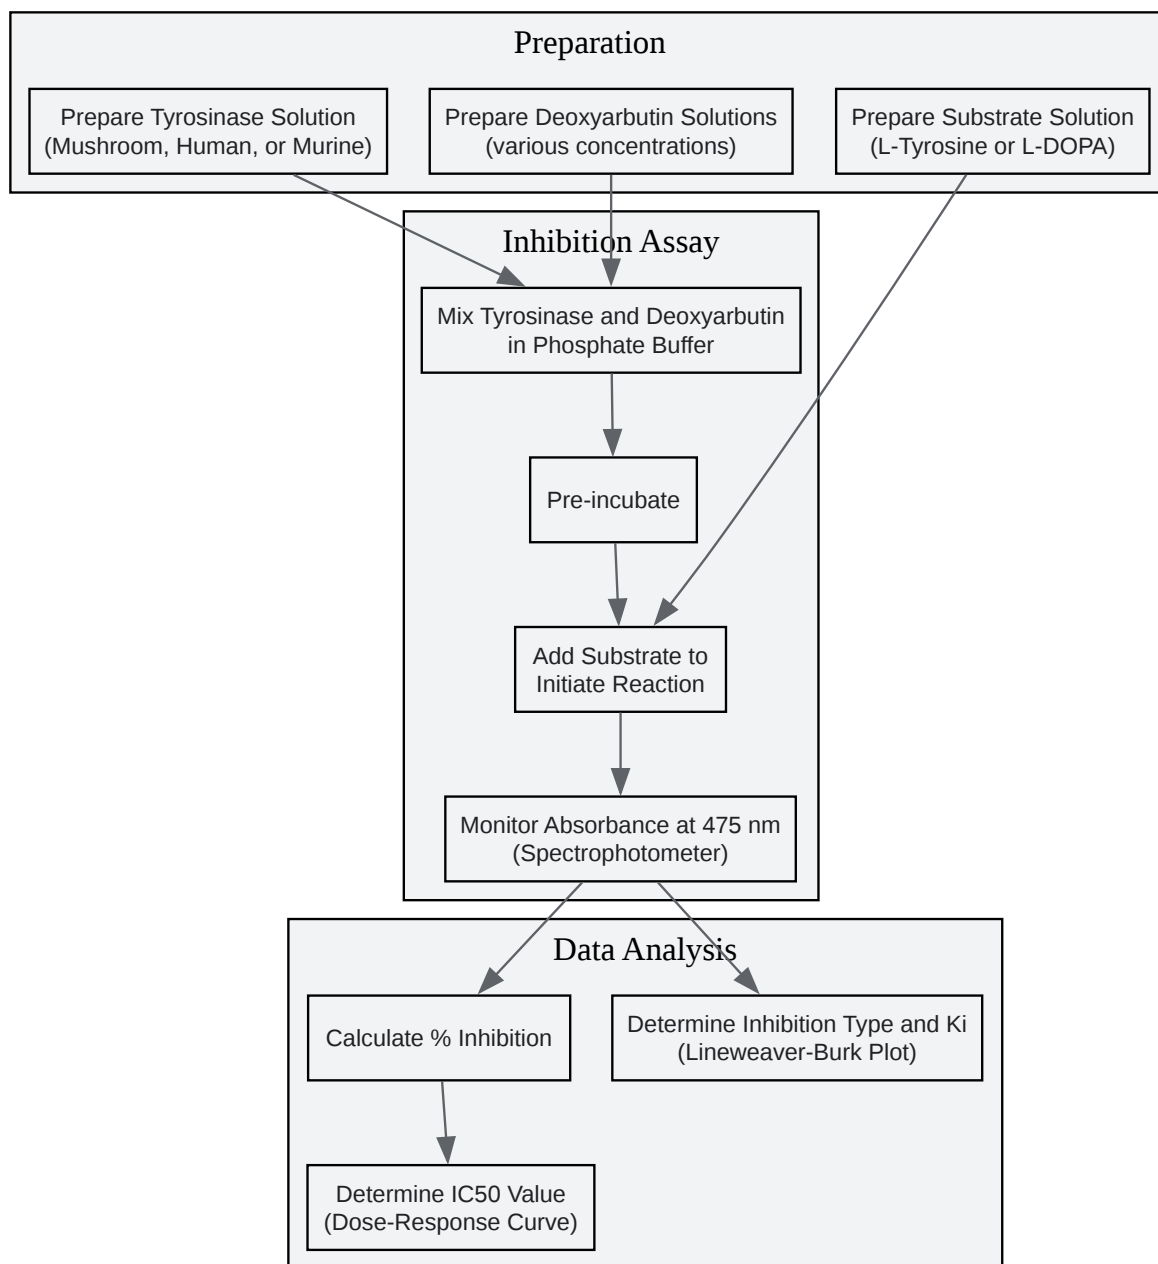 Preparation
Prepare Tyrosinase Solution
(Mushroom, Human, or Murine)
Prepare Deoxyarbutin Solutions
(various concentrations)
Prepare Substrate Solution
(L-Tyrosine or L-DOPA)
Inhibition Assay
Mix Tyrosinase and Deoxyarbutin
in Phosphate Buffer
Pre-incubate
Add Substrate to
Initiate Reaction
Monitor Absorbance at 475 nm
(Spectrophotometer)
Data Analysis
Calculate % Inhibition
Determine Inhibition Type and Ki
(Lineweaver-Burk Plot)
Determine IC50 Value
(Dose-Response Curve)